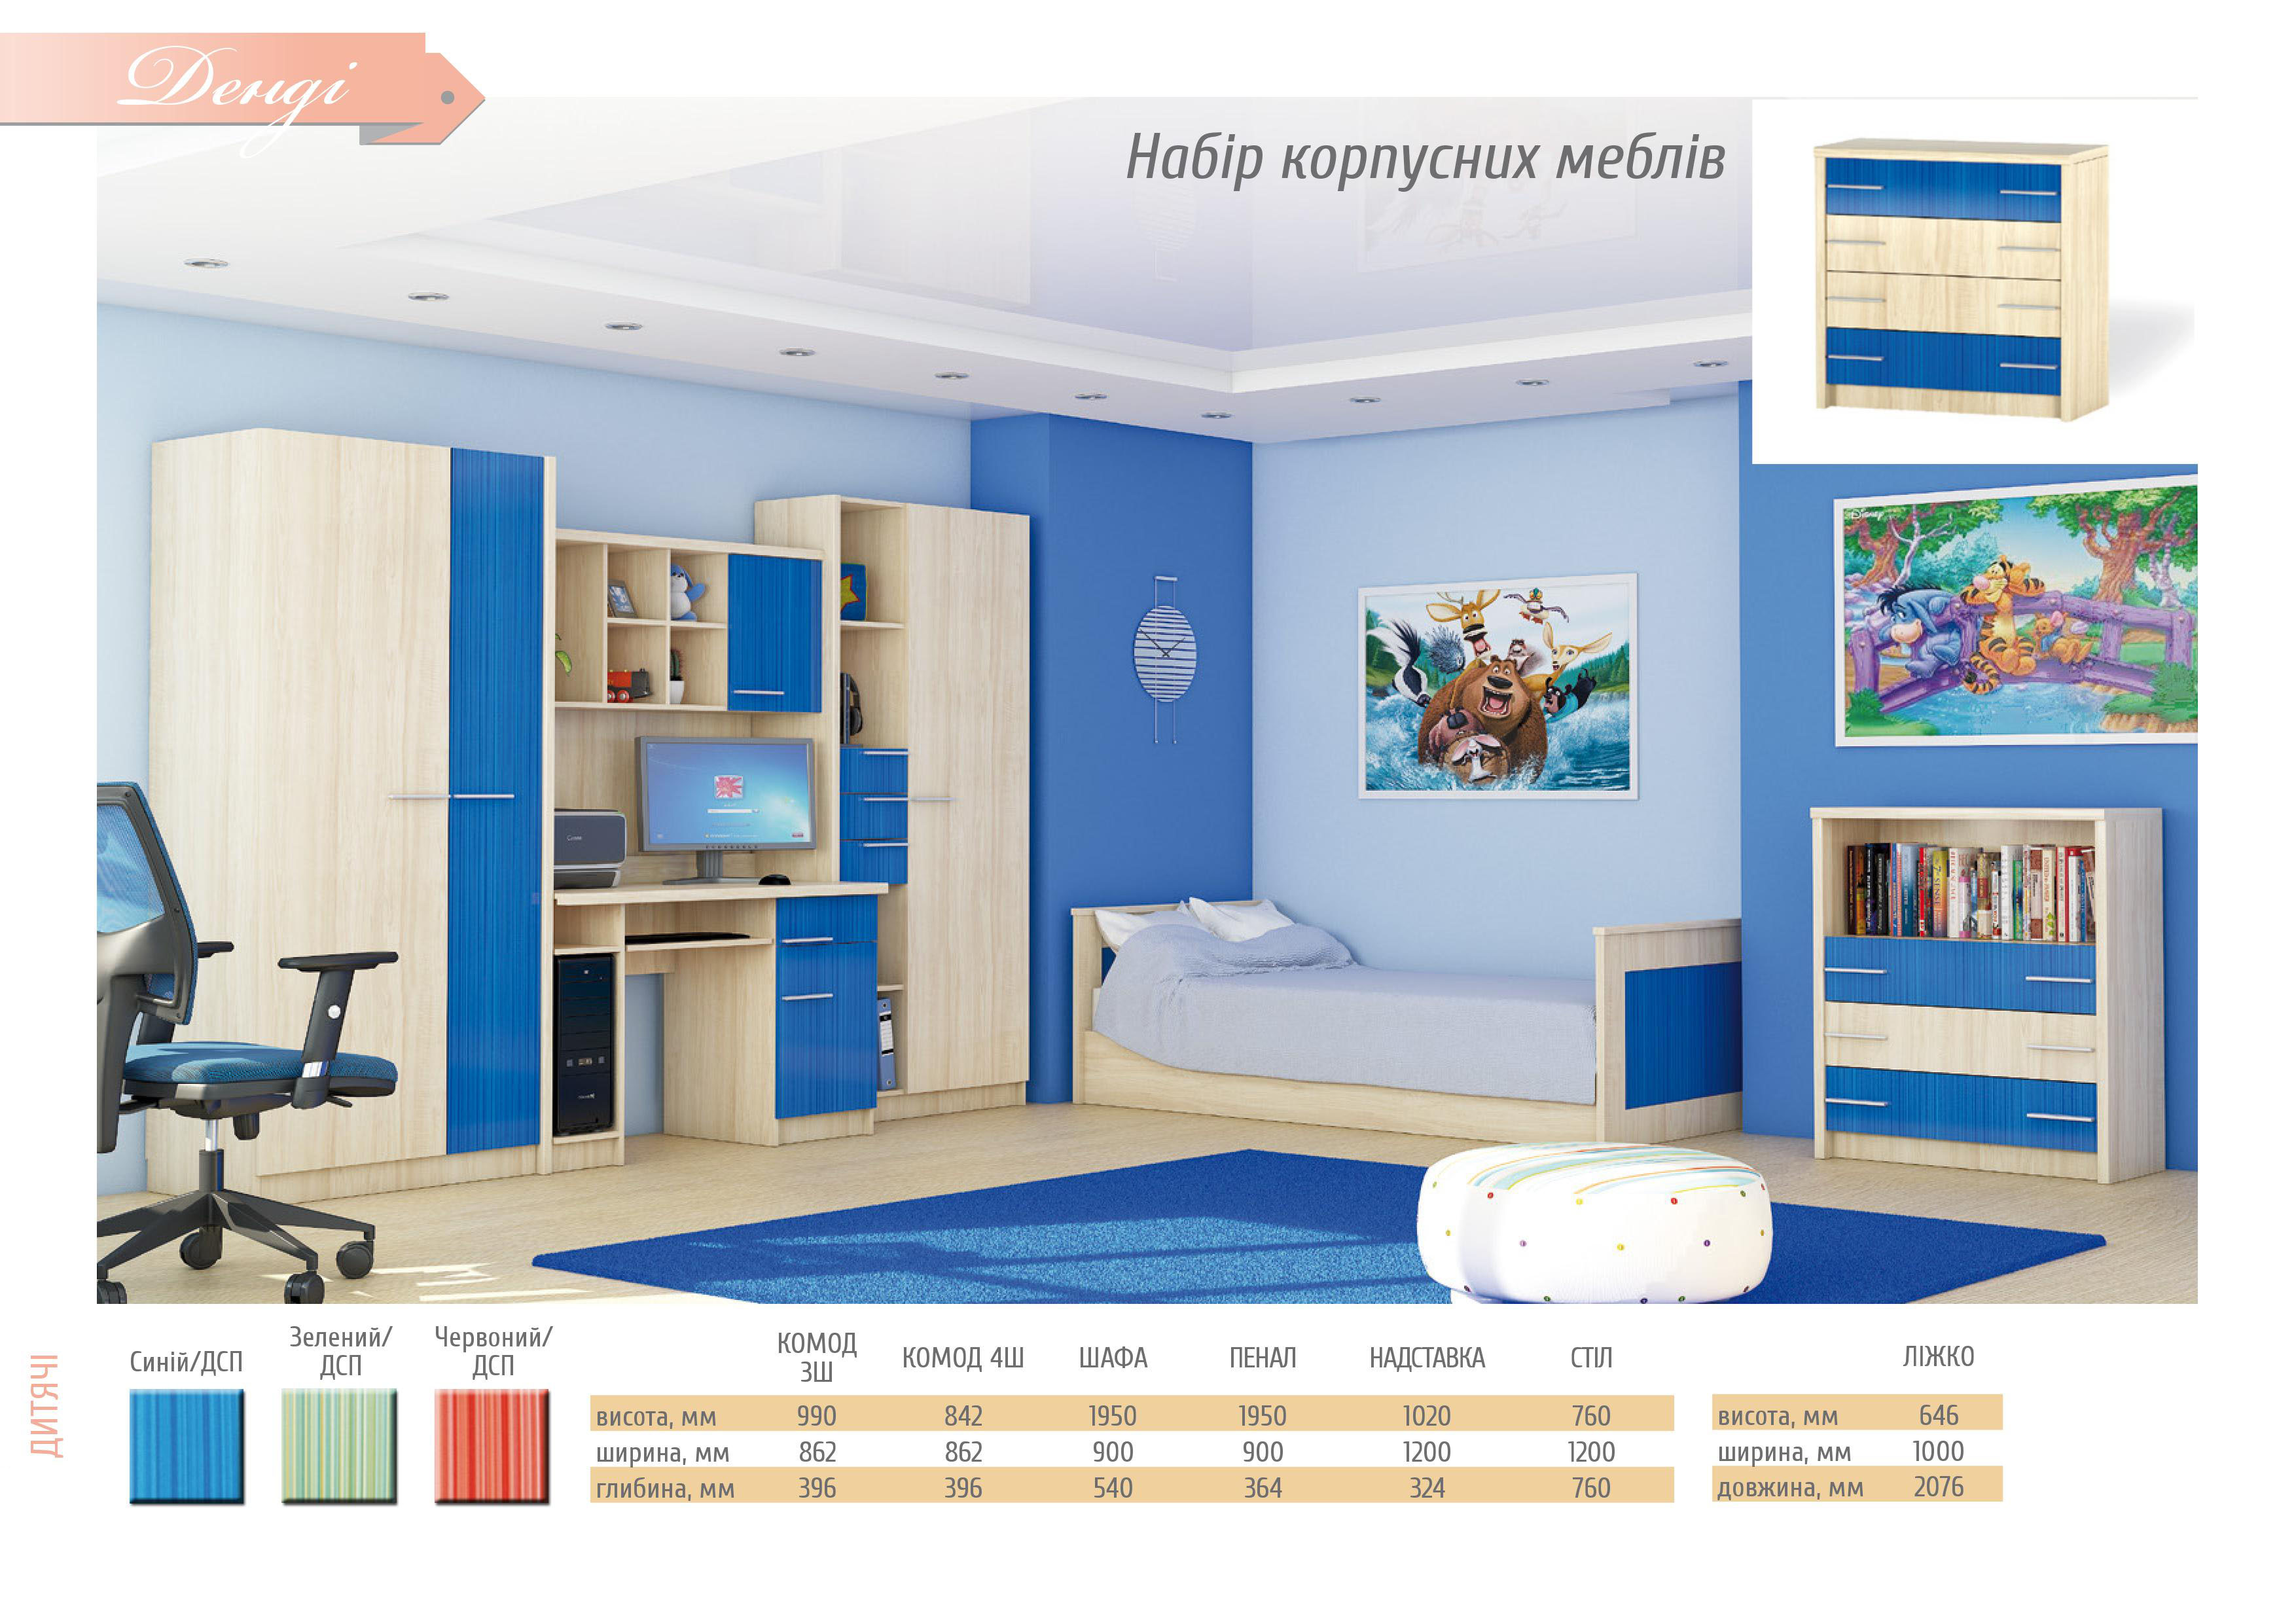 Денді
Набір корпусних меблів
Disney
ДИТЯЧІ
Синій/ДСП
Зелений/
ДСП
Червоний/
ДСП
КОМОД
3Ш КОМОД 4Ш ШАФА ПЕНАЛ НАДСТАВКА СТІЛ
висота, мм 990 842 1950 1950 1020 760
ширина, мм 862 862 900 900 1200 1200
глибина, мм 396 396 540 364 324 760
ЛІЖКО
висота, мм 646
ширина, мм 1000
довжина, мм 2076